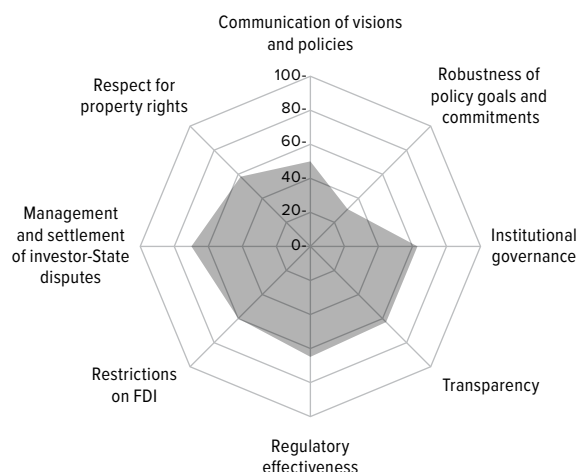 Communication of visions
and policies
Robustness of
policy goals and
commitments
Institutional
governance
Transparency
Regulatory
effectiveness
Restrictions
on FDI
Management
and settlement
of investor-State
disputes
Respect for
property rights
100-
80-
60-
40-
20-
0-